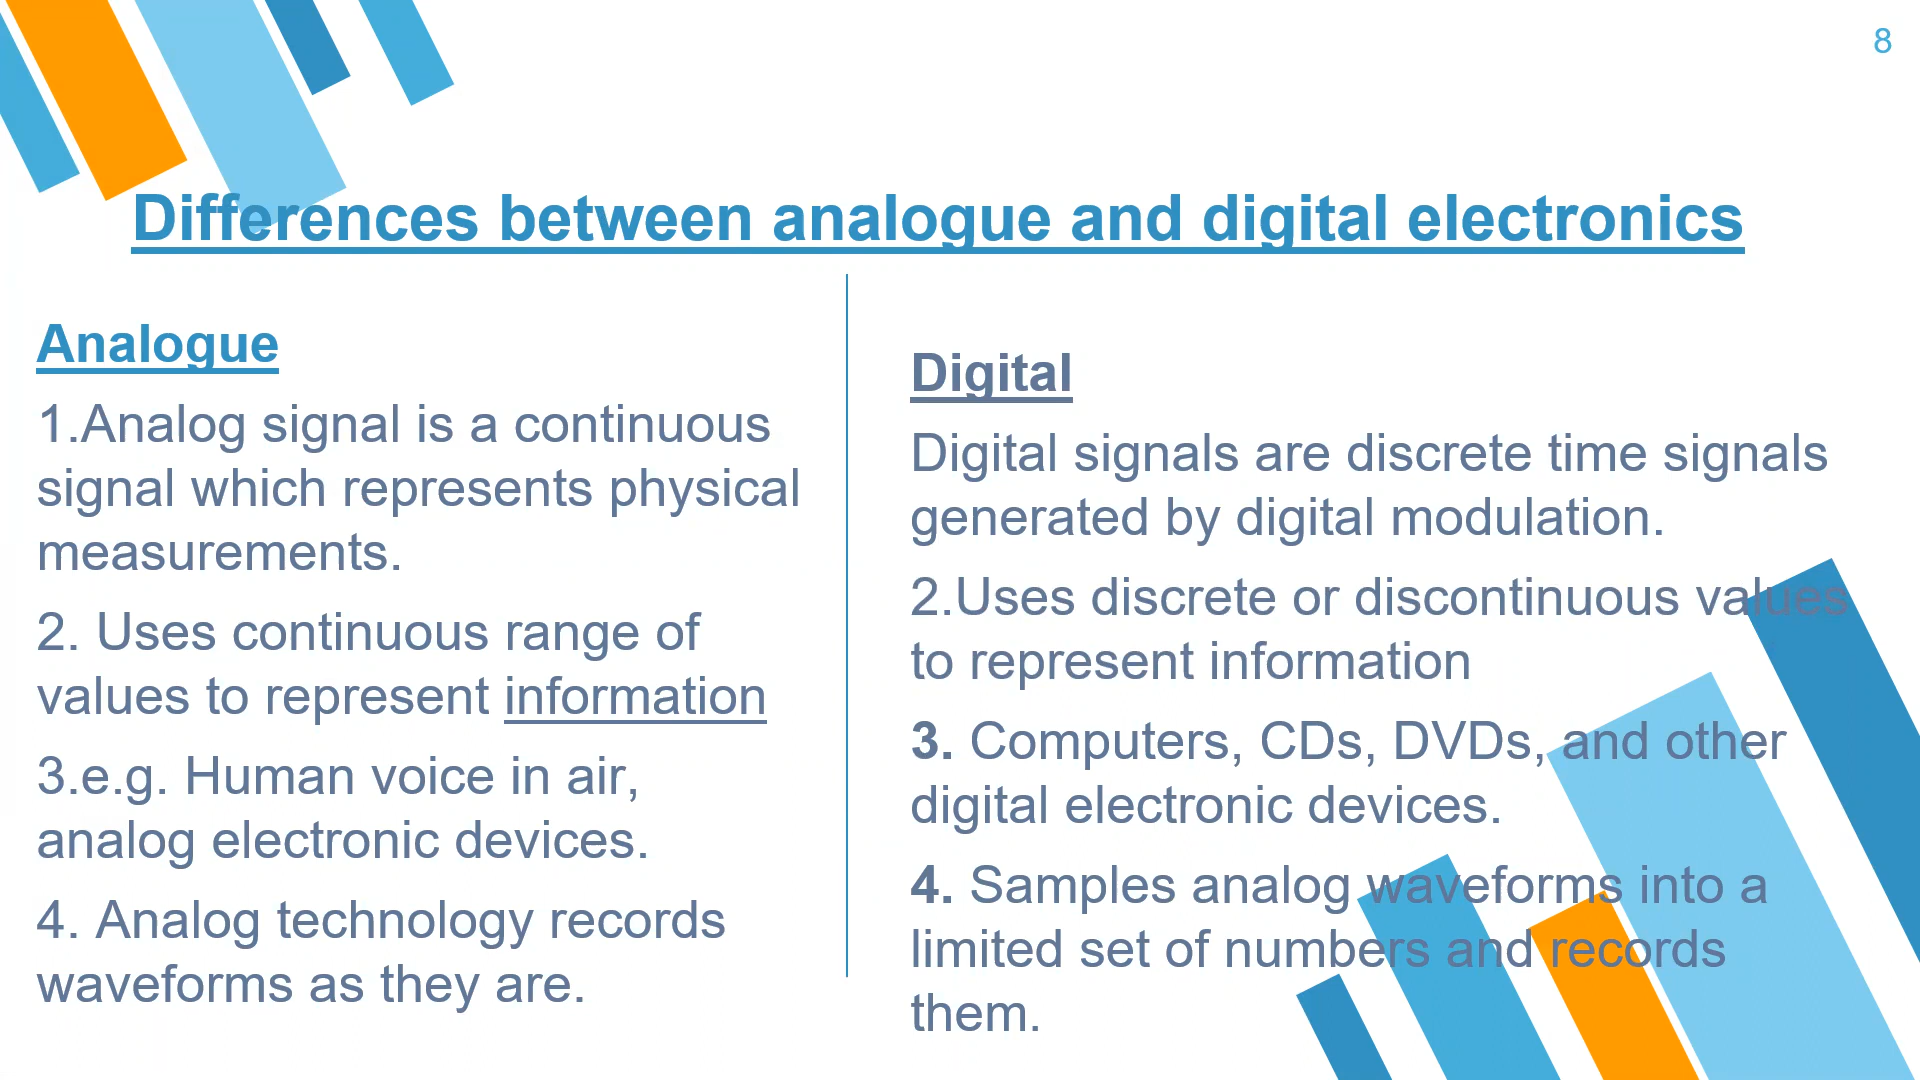 8
Differences between analogue and digital electronics
Analogue
1.Analog signal is a continuous
signal which represents physical
measurements.
2. Uses continuous range of
values to represent information
3.e.g. Human voice in air,
analog electronic devices.
4. Analog technology records
waveforms as they are.
Digital
Digital signals are discrete time signals
generated by digital modulation.
2.Uses discrete or discontinuous values
to represent information
3. Computers, CDs, DVDs, and other
digital electronic devices.
4. Samples analog waveforms into a
limited set of numbers and records
them.